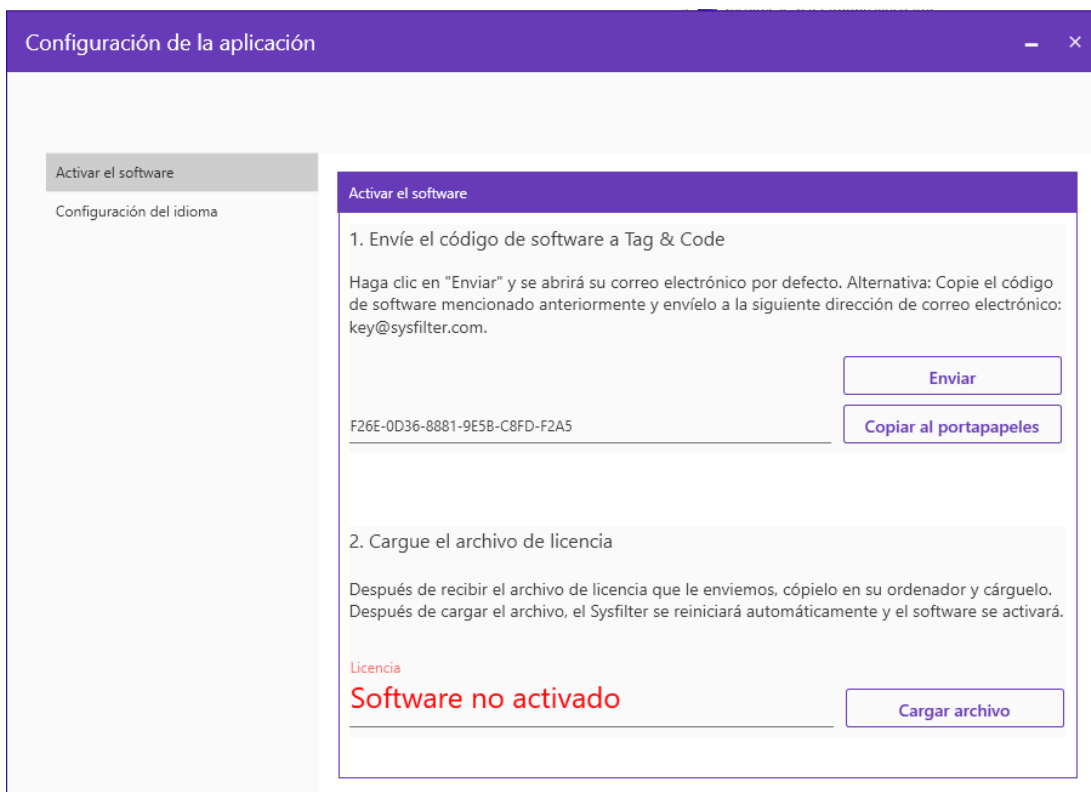 Configuración de la aplicación
Activar el software
Configuración del idioma
Activar el software
1. Envíe el código de software a Tag & Code
Haga clic en "Enviar" y se abrirá su correo electrónico por defecto. Alternativa: Copie el código
de software mencionado anteriormente y envíelo a la siguiente dirección de correo electrónico:
key@sysfilter.com.
Enviar
F26E-0D36-8881-9E5B-C8FD-F2A5
Copiar al portapapeles
2. Cargue el archivo de licencia
Después de recibir el archivo de licencia que le enviemos, cópielo en su ordenador y cárguelo.
Después de cargar el archivo, el Sysfilter se reiniciará automáticamente y el software se activará.
Licencia
Software no activado
Cargar archivo